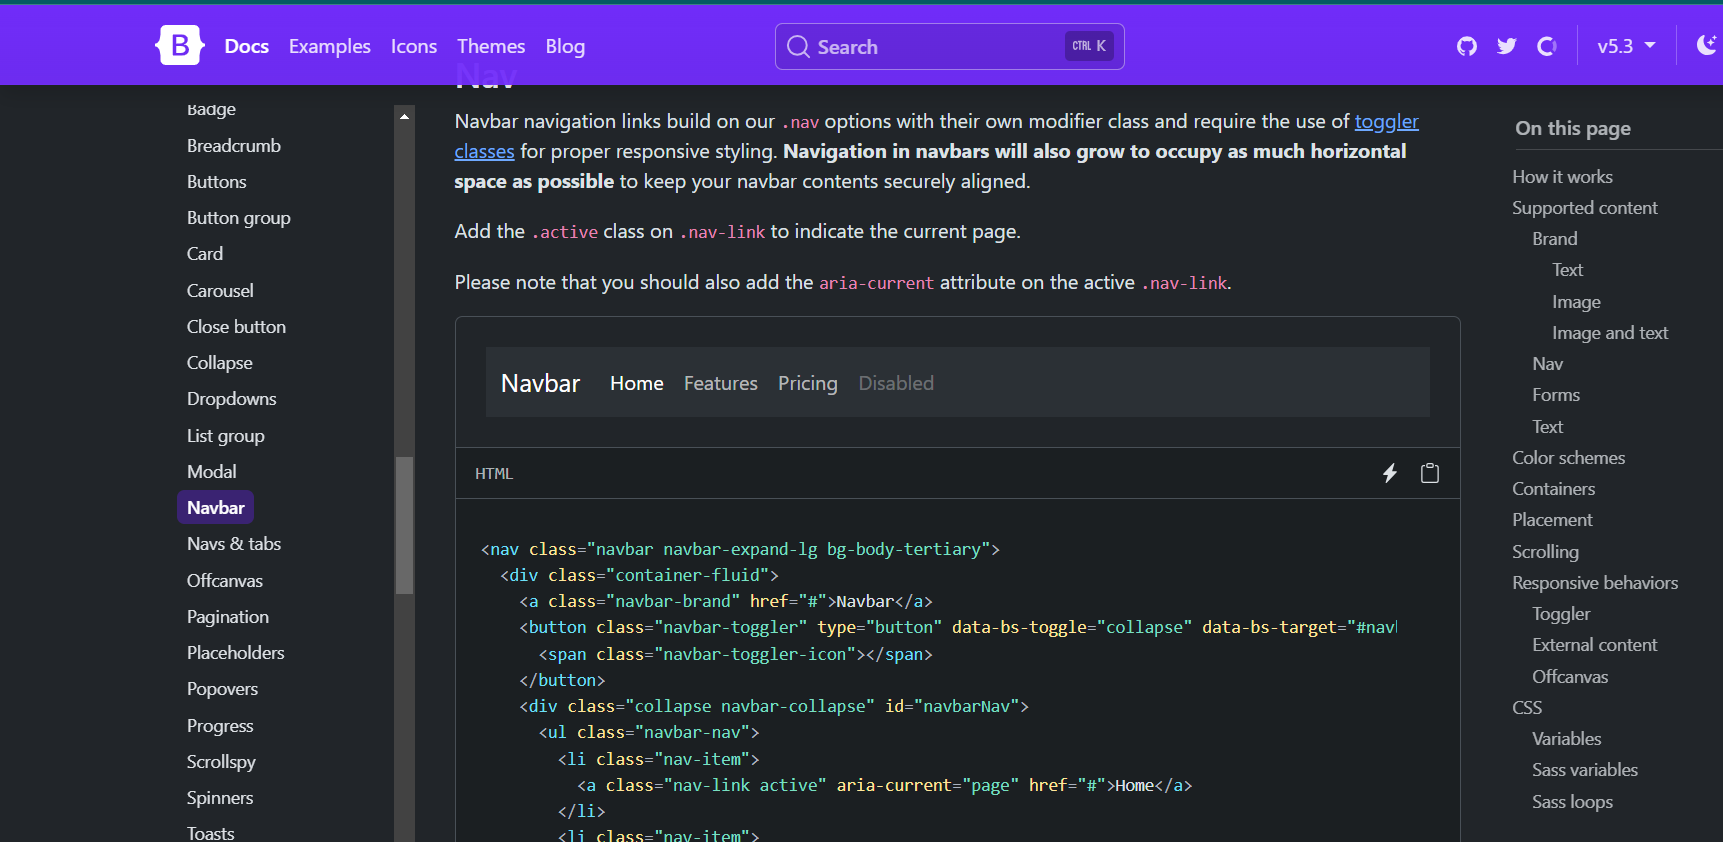 B Docs Examples Icons Themes Blog Search CTRL K v5.3
Nav
Badge
Breadcrumb
Buttons
Button group
Card
Carousel
Close button
Collapse
Dropdowns
List group
Modal
Navbar
Navs & tabs
Offcanvas
Pagination
Placeholders
Popovers
Progress
Scrollspy
Spinners
Toasts
Navbar navigation links build on our .nav options with their own modifier class and require the use of toggler
classes for proper responsive styling. Navigation in navbars will also grow to occupy as much horizontal
space as possible to keep your navbar contents securely aligned.
Add the .active class on .nav-link to indicate the current page.
Please note that you should also add the aria-current attribute on the active .nav-link.
Navbar Home Features Pricing Disabled
HTML
<nav class="navbar navbar-expand-lg bg-body-tertiary">
<div class="container-fluid">
<a class="navbar-brand" href="#">Navbar</a>
<button class="navbar-toggler" type="button" data-bs-toggle="collapse" data-bs-target="#navl
<span class="navbar-toggler-icon"></span>
</button>
<div class="collapse navbar-collapse" id="navbarNav">
<ul class="navbar-nav">
<li class="nav-item">
<a class="nav-link active" aria-current="page" href="#">Home</a>
</li>
<li class="nav-item">
On this page
How it works
Supported content
Brand
Text
Image
Image and text
Nav
Forms
Text
Color schemes
Containers
Placement
Scrolling
Responsive behaviors
Toggler
External content
Offcanvas
CSS
Variables
Sass variables
Sass loops